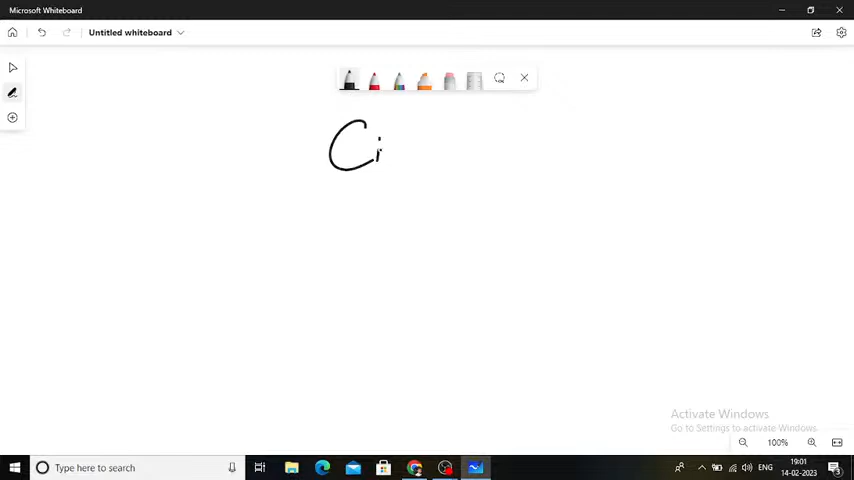 Microsoft Whiteboard
Untitled whiteboard
Ci
Activate Windows
Go to Settings to activate Windows.
100%
Type here to search
ENG
19:01
14-02-2023
3